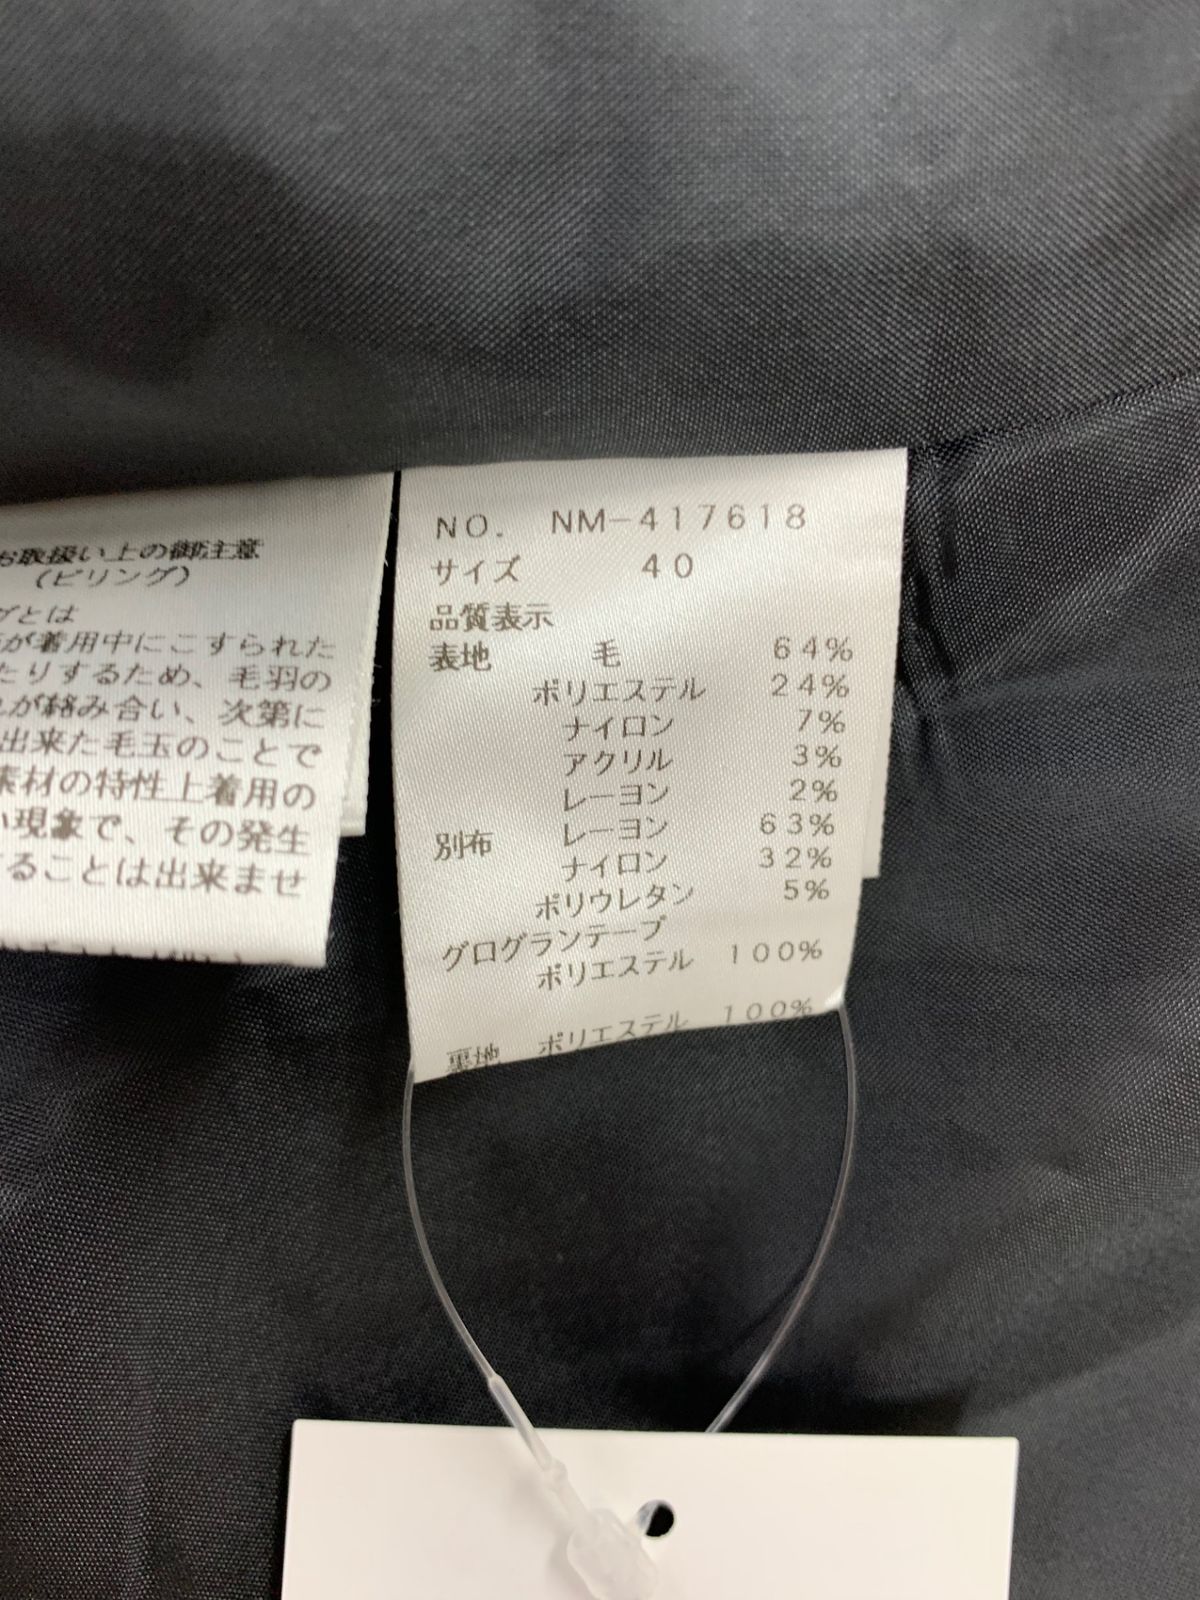 お取扱い上の御注意
(ピリング)
グとは
が着用中にこすられた
たりするため、毛羽の
が絡み合い、次第に
出来た毛玉のことで
素材の特性上着用の
い現象で、その発生
することは出来ませ
NO. NM-417618
サイズ 40
品質表示
表地 毛 64%
ポリエステル 24%
ナイロン 7%
アクリル 3%
レーヨン 2%
別布 レーヨン 63%
ナイロン 32%
ポリウレタン 5%
グログランテープ
ポリエステル 100%
裏地 ポリエステル 100%